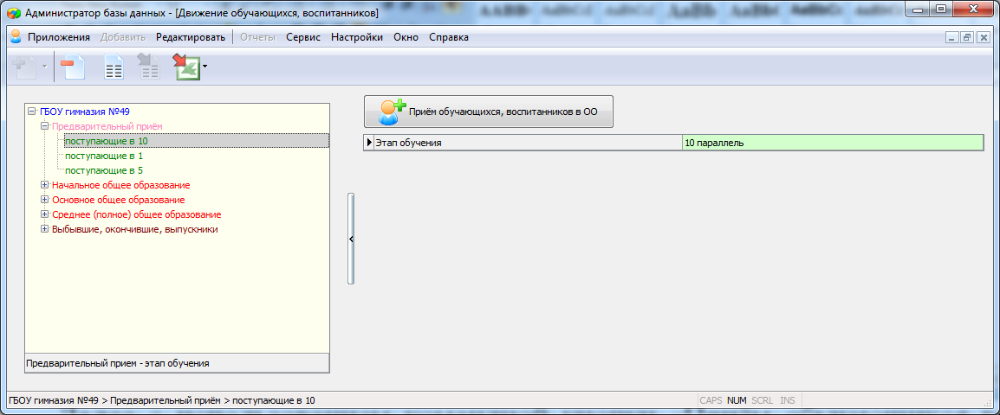 Администратор базы данных - [Движение обучающихся, воспитанников]
Приложения Добавить Редактировать Отчеты Сервис Настройки Окно Справка
ГБОУ гимназия №49
Предварительный приём
поступающие в 10
поступающие в 1
поступающие в 5
Начальное общее образование
Основное общее образование
Среднее (полное) общее образование
Выбывшие, окончившие, выпускники
Предварительный прием - этап обучения
Приём обучающихся, воспитанников в ОО
Этап обучения 10 параллель
ГБОУ гимназия №49 > Предварительный приём > поступающие в 10 CAPS NUM SCRL INS